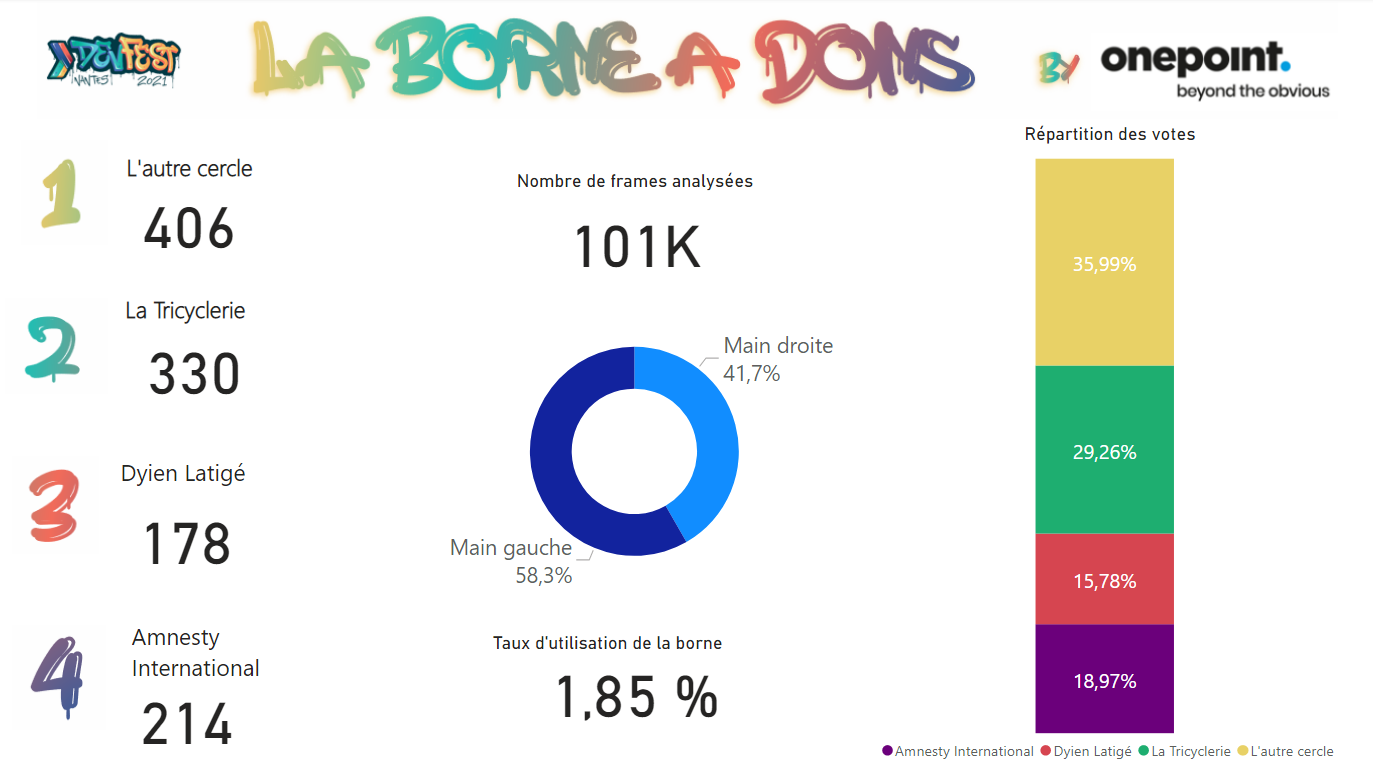 DEVFEST
NANTES 2021
LA BORNE A DONS
BY
onepoint.
beyond the obvious
1
L'autre cercle
406
2
La Tricyclerie
330
3
Dyien Latigé
178
4
Amnesty
International
214
Nombre de frames analysées
101K
Main droite
41,7%
Main gauche
58,3%
Taux d'utilisation de la borne
1,85 %
Répartition des votes
35,99%
29,26%
15,78%
18,97%
Amnesty International Dyien Latigé La Tricyclerie L'autre cercle